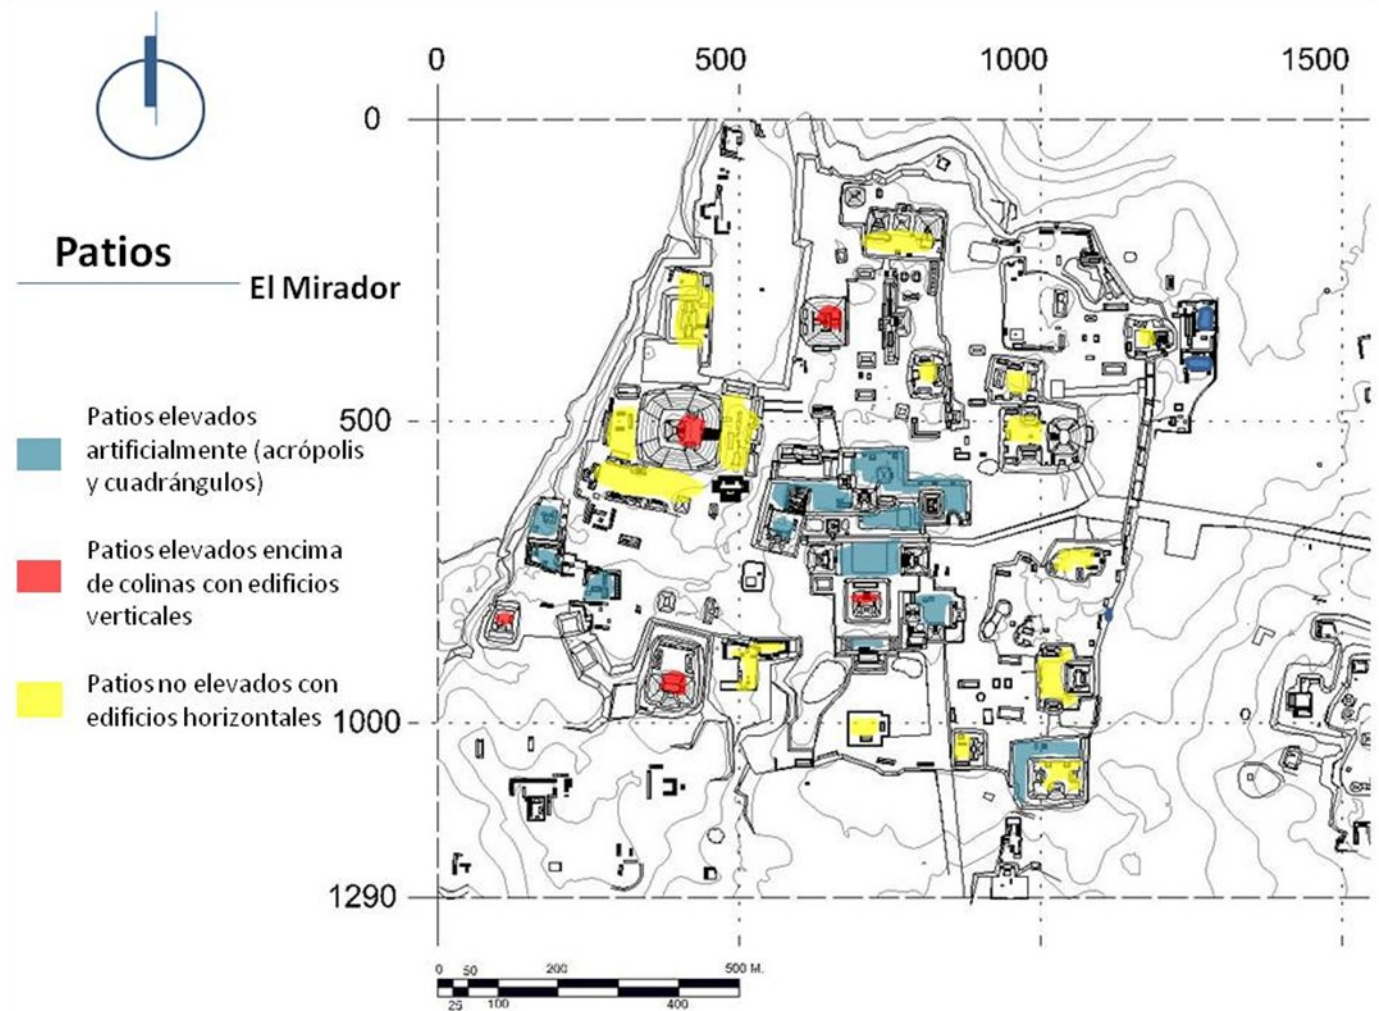 0 500 1000 1500
0
Patios
El Mirador
Patios elevados
artificialmente (acrópolis
y cuadrángulos)
500
Patios elevados encima
de colinas con edificios
verticales
Patios no elevados con
edificios horizontales
1000
1290
0 50 200 500 M.
25 100 400